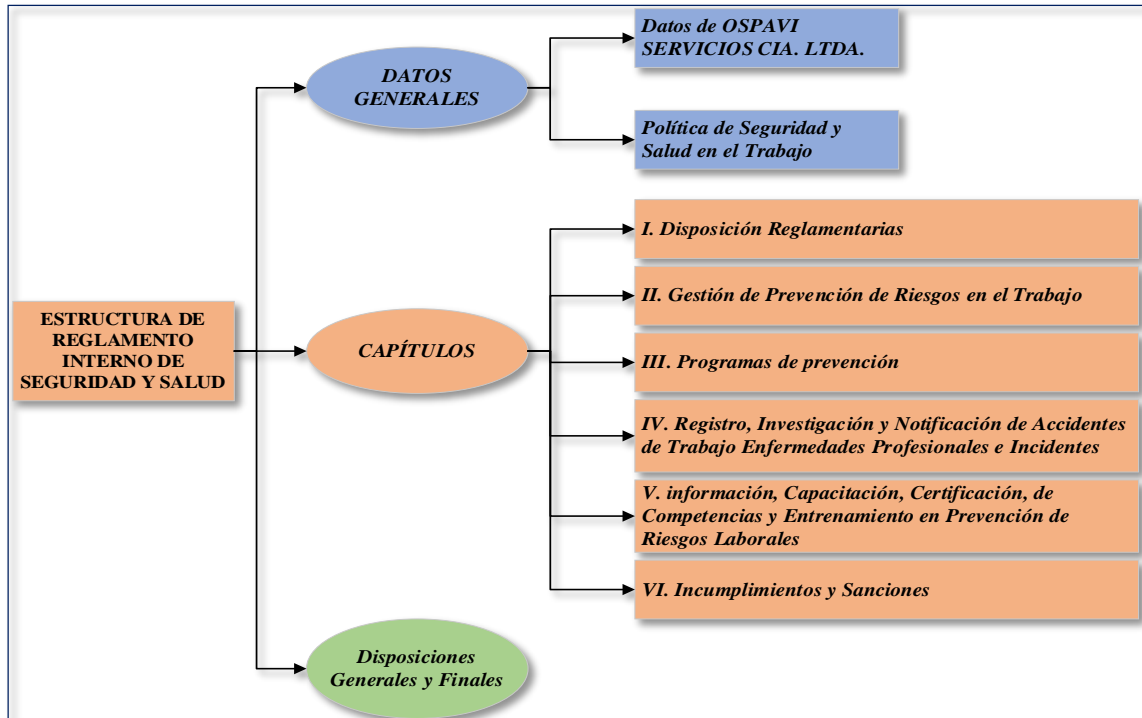 ESTRUCTURA DE
REGLAMENTO
INTERNO DE
SEGURIDAD Y SALUD
DATOS
GENERALES
Datos de OSPAVI
SERVICIOS CIA. LTDA.
Política de Seguridad y
Salud en el Trabajo
CAPÍTULOS
I. Disposición Reglamentarias
II. Gestión de Prevención de Riesgos en el Trabajo
III. Programas de prevención
IV. Registro, Investigación y Notificación de Accidentes
de Trabajo Enfermedades Profesionales e Incidentes
V. información, Capacitación, Certificación, de
Competencias y Entrenamiento en Prevención de
Riesgos Laborales
VI. Incumplimientos y Sanciones
Disposiciones
Generales y Finales